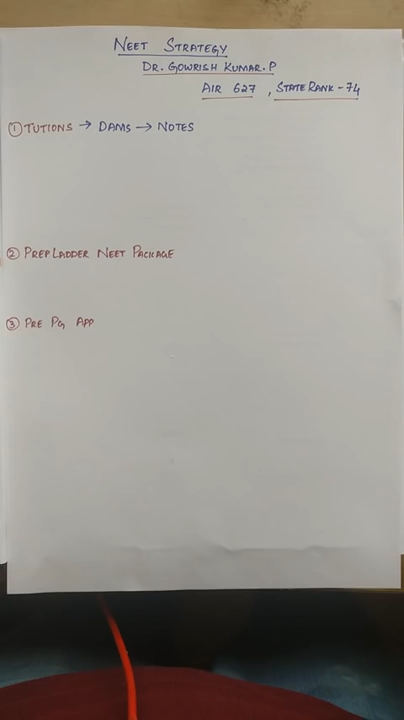 NEET STRATEGY
DR. GOWRISH KUMAR.P
AIR 627 , STATE RANK - 74
① TUTIONS → DAMS → NOTES
② PREPLADDER NEET PACKAGE
③ PRE PG APP